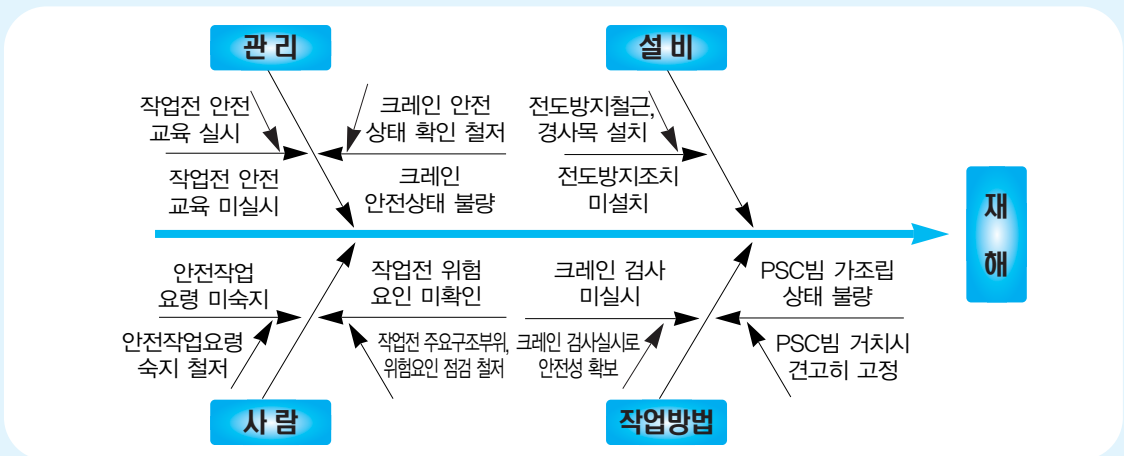 관 리
설 비
작업전 안전
교육 실시
크레인 안전
상태 확인 철저
전도방지철근,
경사목 설치
작업전 안전
교육 미실시
크레인
안전상태 불량
전도방지조치
미설치
재
해
안전작업
요령 미숙지
작업전 위험
요인 미확인
크레인 검사
미실시
PSC빔 가조립
상태 불량
안전작업요령
숙지 철저
작업전 주요구조부위,
위험요인 점검 철저
크레인 검사실시로
안전성 확보
PSC빔 거치시
견고히 고정
사 람
작업방법